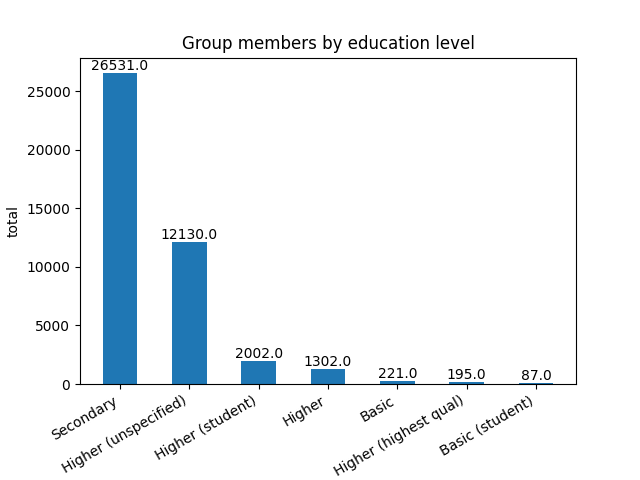 Group members by education level
26531.0
12130.0
2002.0
1302.0
221.0
195.0
87.0
25000
20000
15000
10000
5000
0
total
Secondary
Higher (unspecified)
Higher (student)
Higher
Basic
Higher (highest qual)
Basic (student)